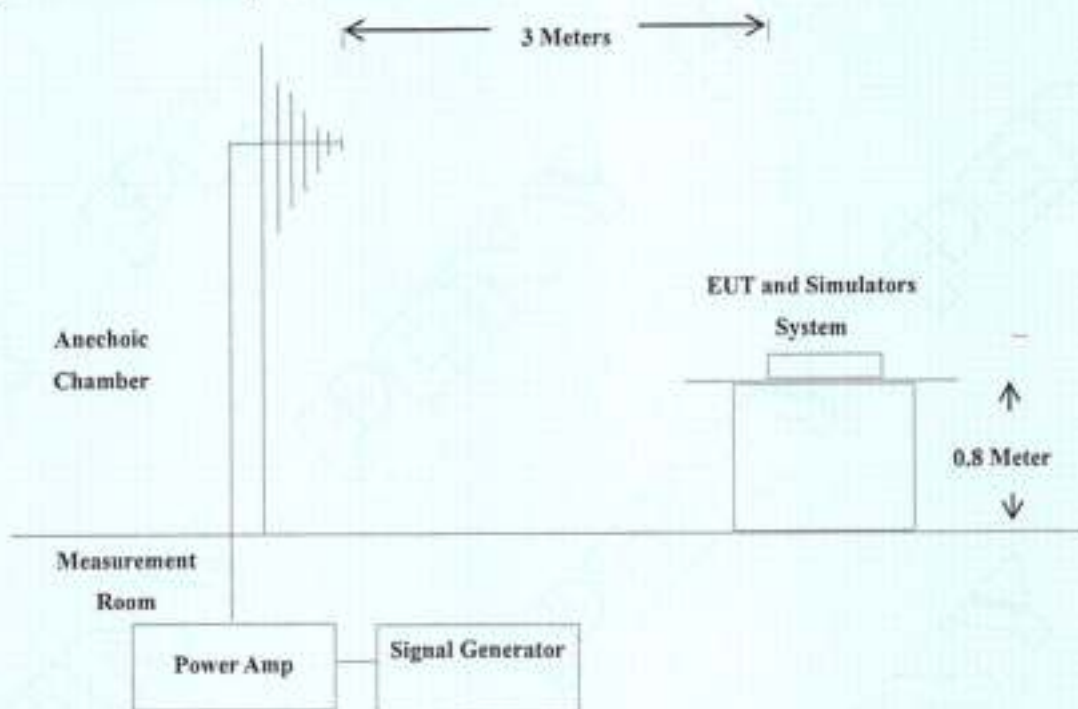 3 Meters
EUT and Simulators
System
Anechoic
Chamber
0.8 Meter
Measurement
Room
Power Amp
Signal Generator